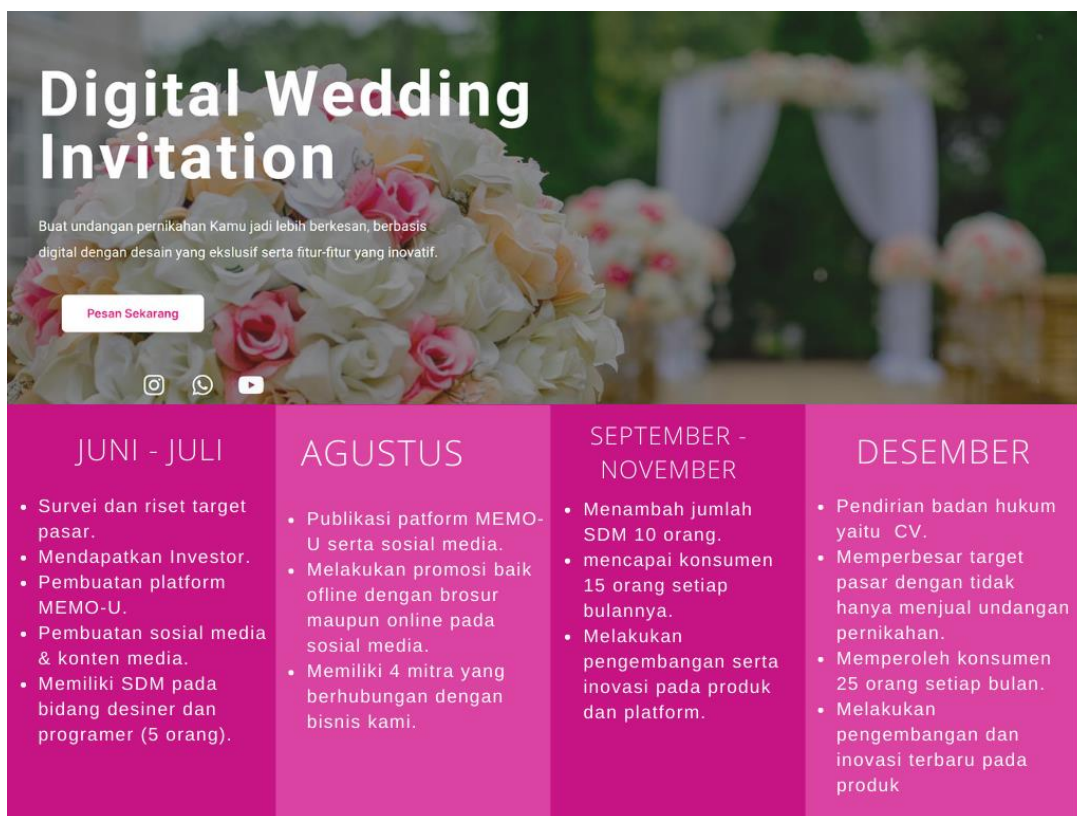 Digital Wedding
Invitation
Buat undangan pernikahan Kamu jadi lebih berkesan, berbasis
digital dengan desain yang ekslusif serta fitur-fitur yang inovatif.
Pesan Sekarang
JUNI - JULI
• Survei dan riset target
pasar.
• Mendapatkan Investor.
• Pembuatan platform
MEMO-U.
• Pembuatan sosial media
& konten media.
• Memiliki SDM pada
bidang desiner dan
programer (5 orang).
AGUSTUS
• Publikasi patform MEMO-
U serta sosial media.
• Melakukan promosi baik
ofline dengan brosur
maupun online pada
sosial media.
• Memiliki 4 mitra yang
berhubungan dengan
bisnis kami.
SEPTEMBER -
NOVEMBER
• Menambah jumlah
SDM 10 orang.
• mencapai konsumen
15 orang setiap
bulannya.
• Melakukan
pengembangan serta
inovasi pada produk
dan platform.
DESEMBER
• Pendirian badan hukum
yaitu CV.
• Memperbesar target
pasar dengan tidak
hanya menjual undangan
pernikahan.
• Memperoleh konsumen
25 orang setiap bulan.
• Melakukan
pengembangan dan
inovasi terbaru pada
produk